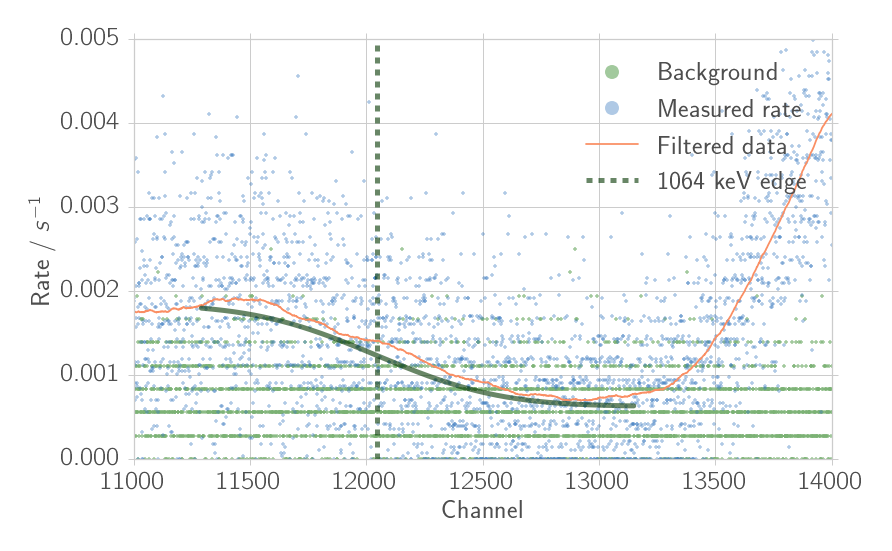 0.005
Background
Measured rate
0.004
Filtered data
1064 keV edge
0.003
Rate / s⁻¹
0.002
0.001
0.000
11000 11500 12000 12500 13000 13500 14000
Channel